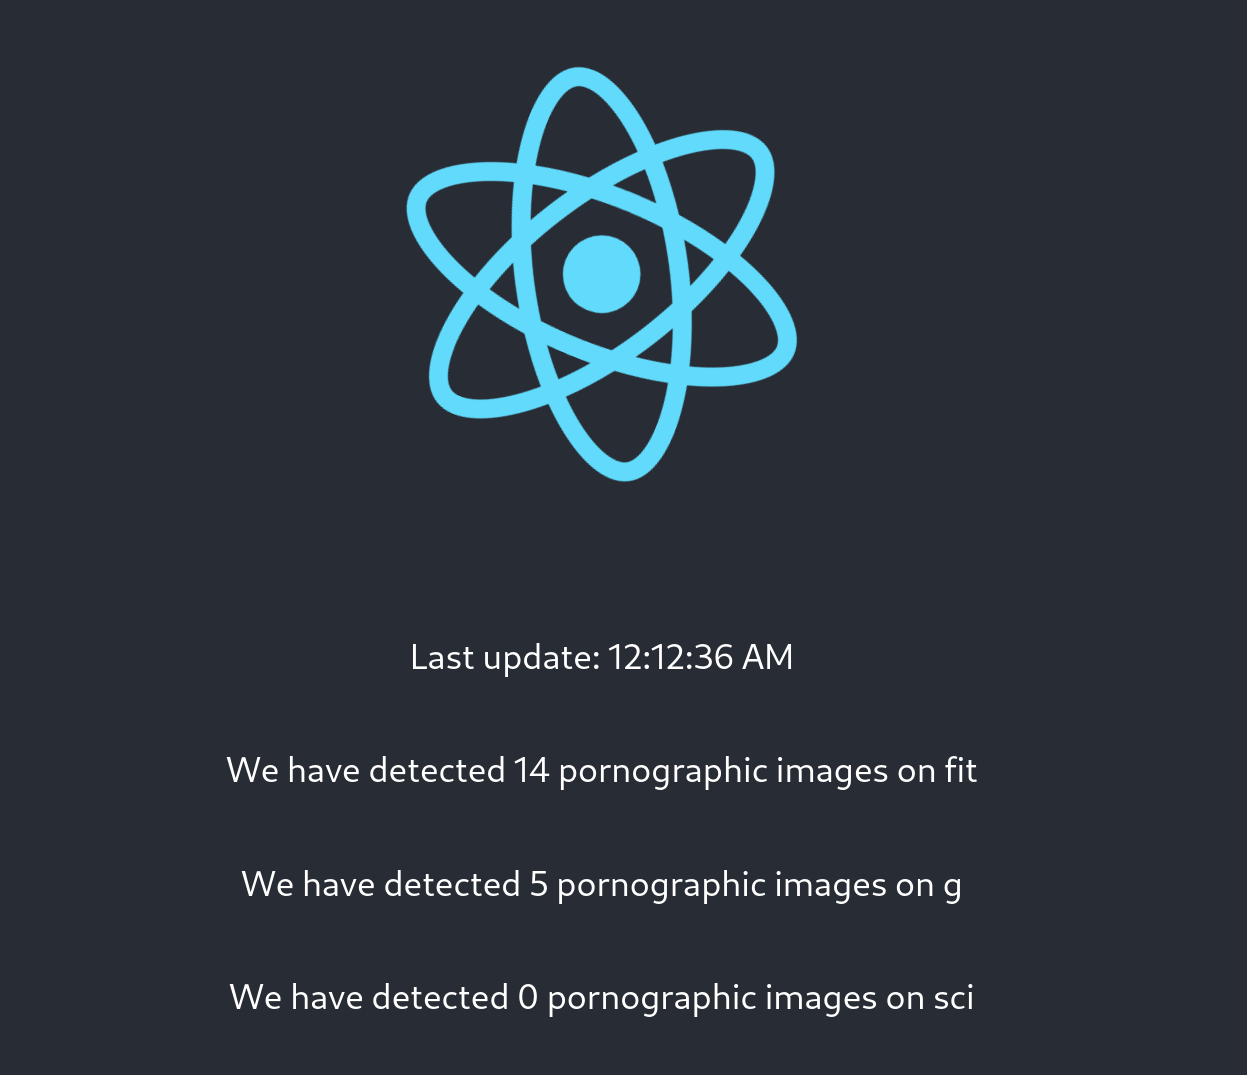 Last update: 12:12:36 AM
We have detected 14 pornographic images on fit
We have detected 5 pornographic images on g
We have detected 0 pornographic images on sci